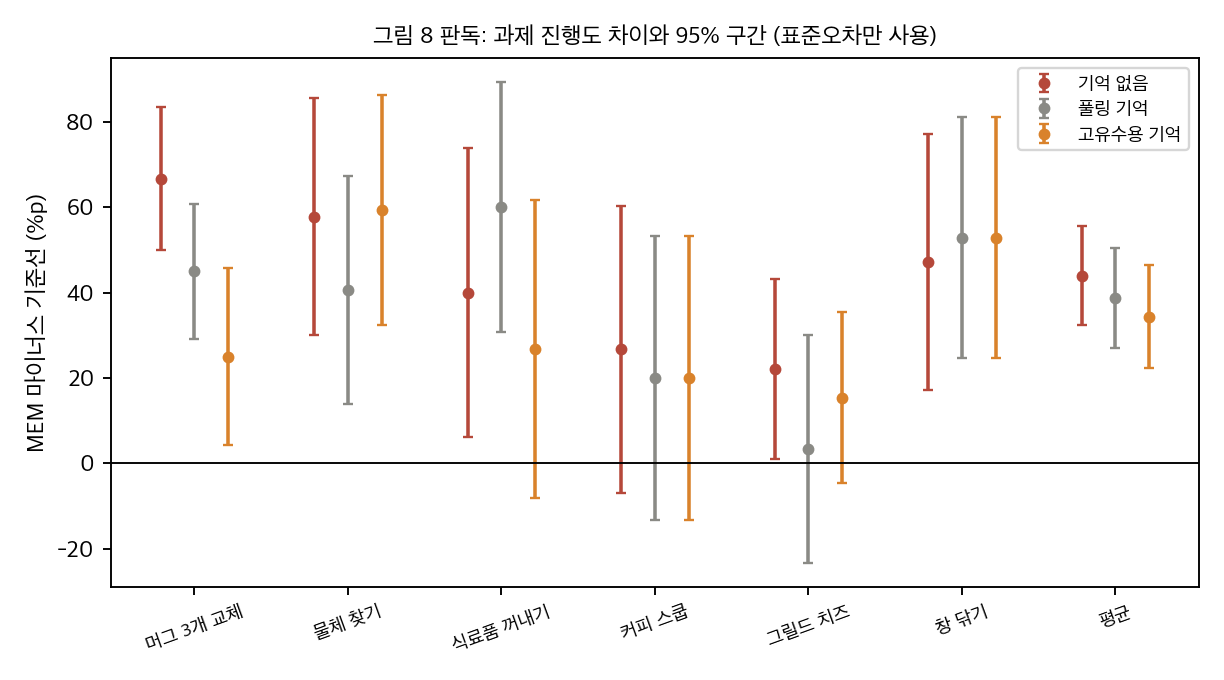 그림 8 판독: 과제 진행도 차이와 95% 구간 (표준오차만 사용)
기억 없음
풀링 기억
고유수용 기억
MEM 마이너스 기준선 (%p)
80
60
40
20
0
-20
머그 3개 교체
물체 찾기
식료품 꺼내기
커피 스쿱
그릴드 치즈
창 닦기
평균